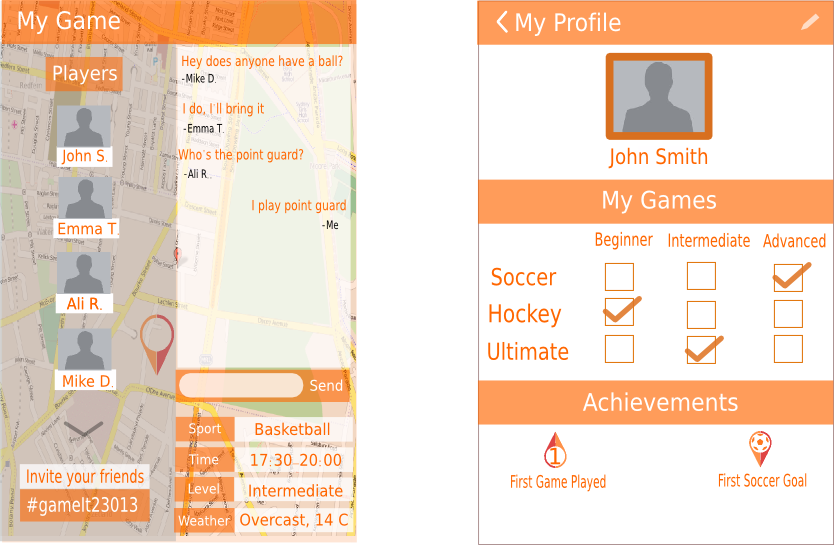 My Game
Players
John S.
Emma T.
Ali R.
Mike D.
Invite your friends
#gameIt23013
Hey does anyone have a ball?
-Mike D.
I do, I'll bring it
-Emma T.
Who's the point guard?
-Ali R.
I play point guard
-Me
Send
Sport Basketball
Time 17:30-20:00
Level Intermediate
Weather Overcast, 14 C
My Profile
John Smith
My Games
Beginner Intermediate Advanced
Soccer
Hockey
Ultimate
Achievements
1
First Game Played
First Soccer Goal